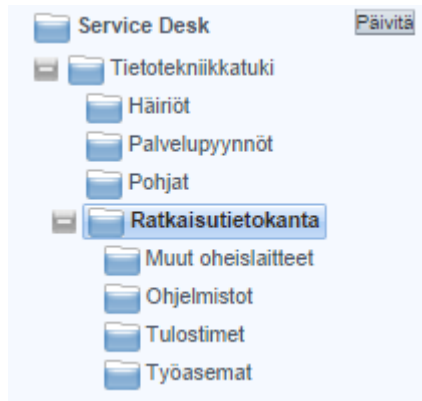 Service Desk Päivitä
Tietotekniikkatuki
Häiriöt
Palvelupyynnöt
Pohjat
Ratkaisutietokanta
Muut oheislaitteet
Ohjelmistot
Tulostimet
Työasemat